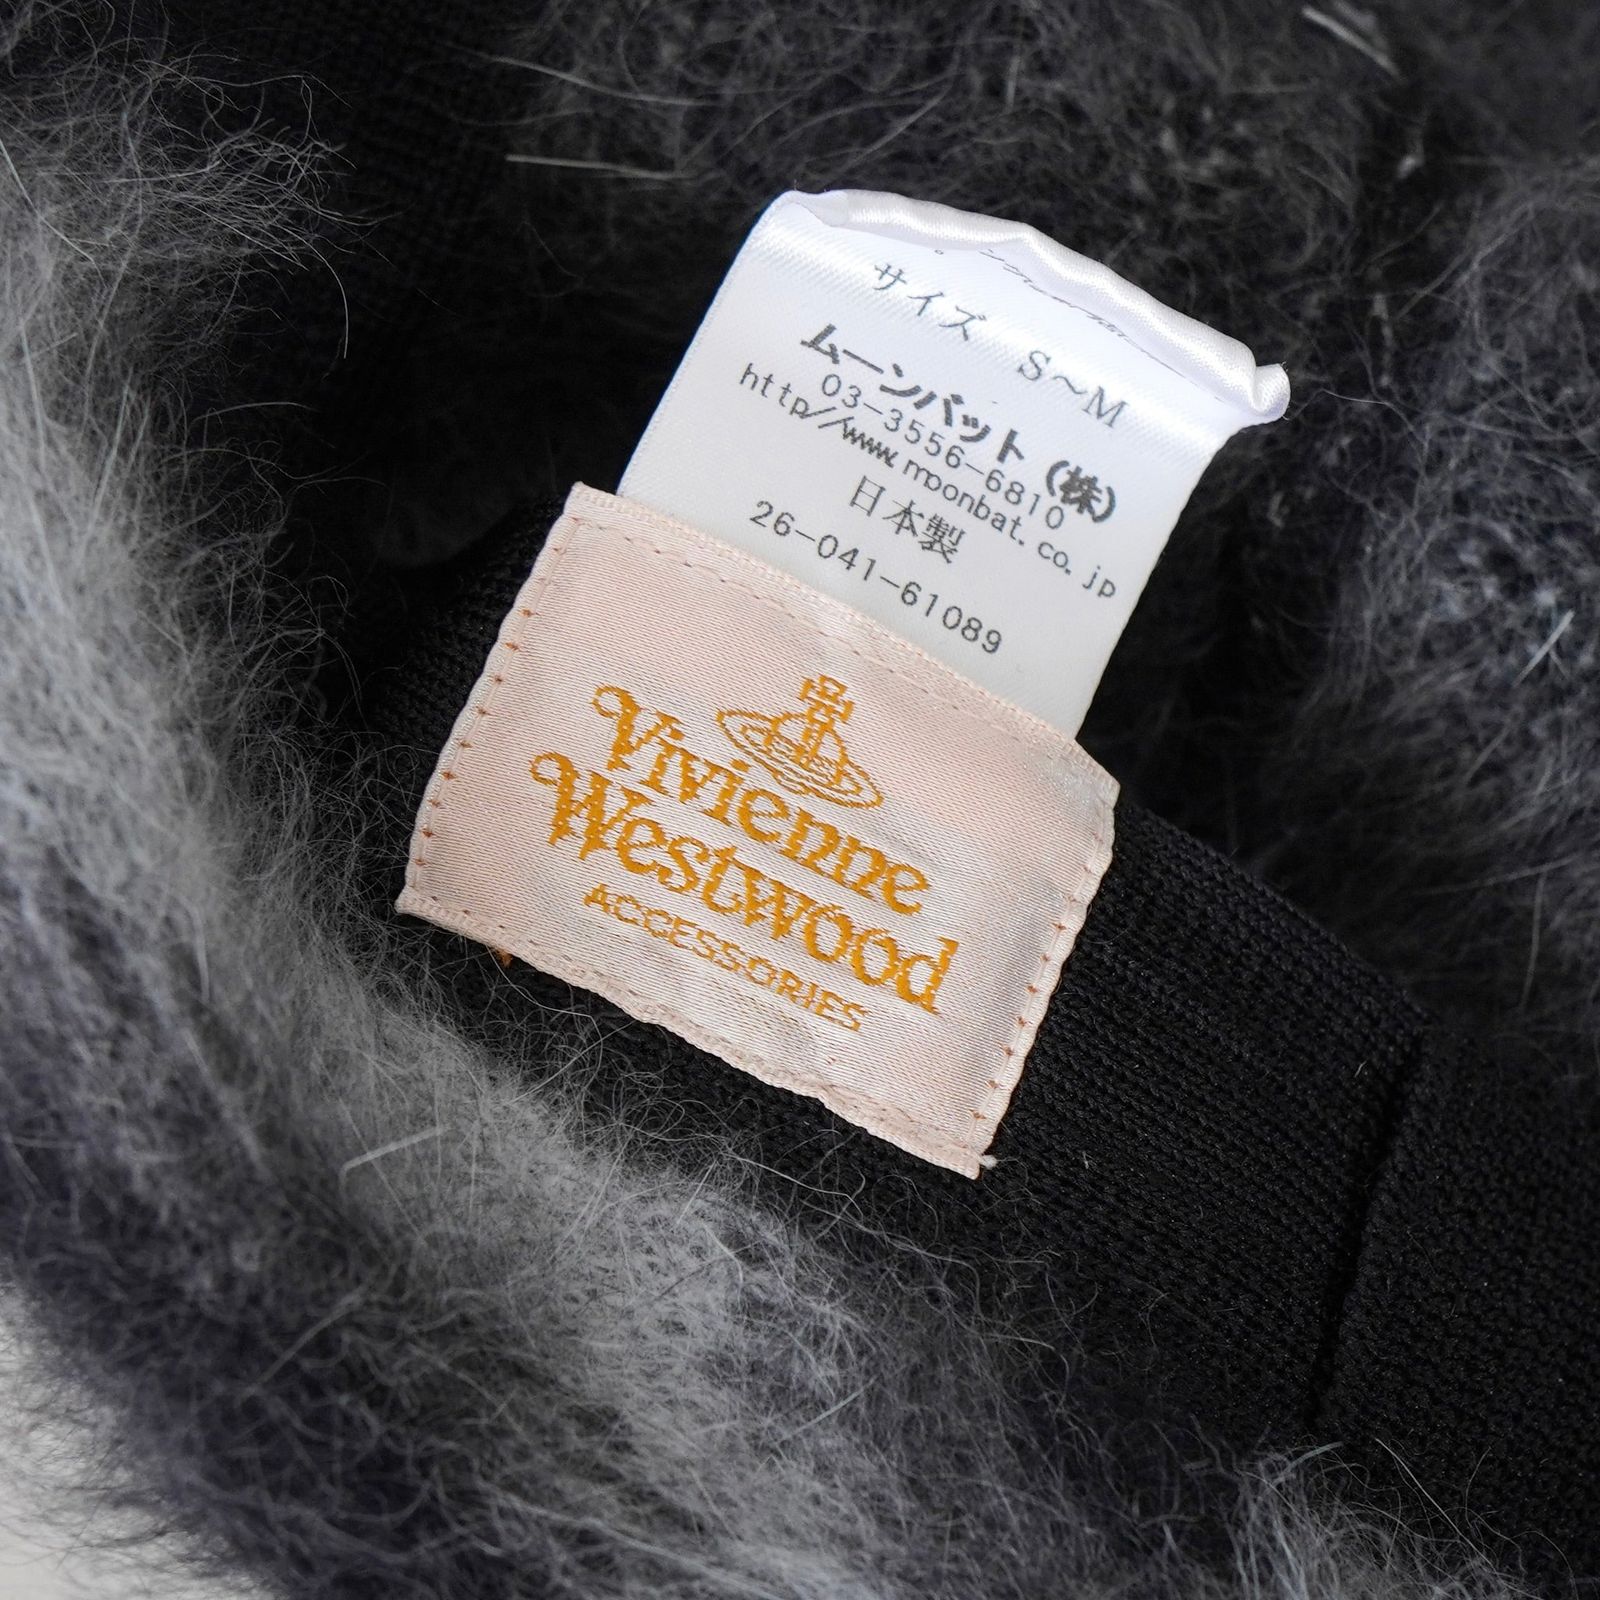 サイズ S～M
ムーンバット(株)
03-3556-6810
http//www.moonbat.co.jp
日本製
26-041-61089
Vivienne
Westwood
ACCESSORIES